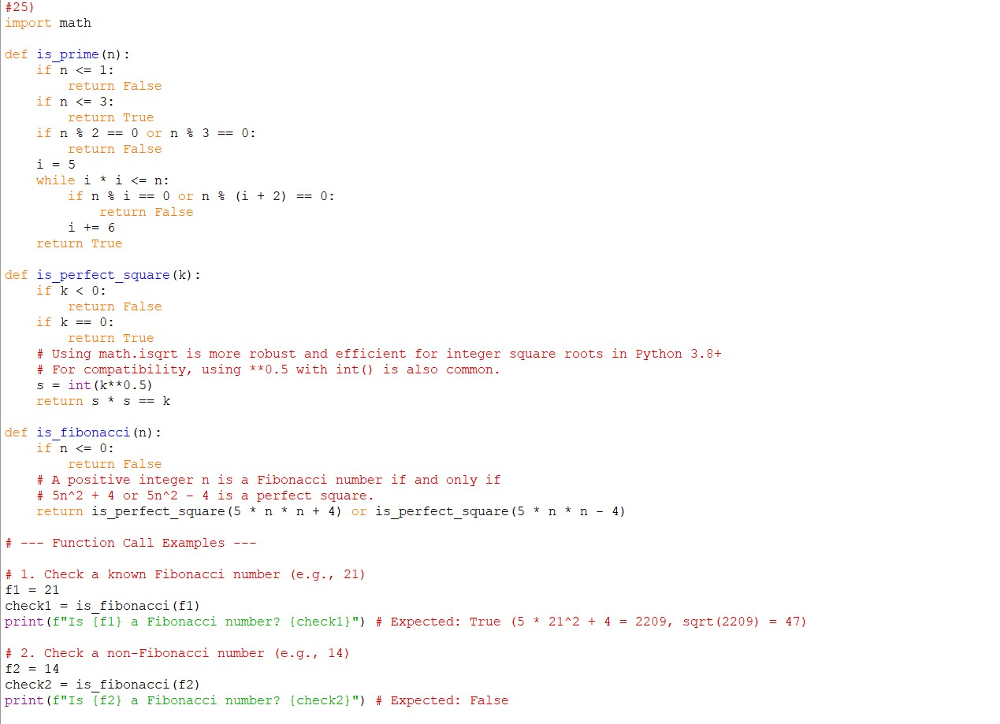 #25)
import math

def is_prime(n):
    if n <= 1:
        return False
    if n <= 3:
        return True
    if n % 2 == 0 or n % 3 == 0:
        return False
    i = 5
    while i * i <= n:
        if n % i == 0 or n % (i + 2) == 0:
            return False
        i += 6
    return True

def is_perfect_square(k):
    if k < 0:
        return False
    if k == 0:
        return True
    # Using math.isqrt is more robust and efficient for integer square roots in Python 3.8+
    # For compatibility, using **0.5 with int() is also common.
    s = int(k**0.5)
    return s * s == k

def is_fibonacci(n):
    if n <= 0:
        return False
    # A positive integer n is a Fibonacci number if and only if
    # 5n^2 + 4 or 5n^2 - 4 is a perfect square.
    return is_perfect_square(5 * n * n + 4) or is_perfect_square(5 * n * n - 4)

# --- Function Call Examples ---

# 1. Check a known Fibonacci number (e.g., 21)
f1 = 21
check1 = is_fibonacci(f1)
print(f"Is {f1} a Fibonacci number? {check1}") # Expected: True (5 * 21^2 + 4 = 2209, sqrt(2209) = 47)

# 2. Check a non-Fibonacci number (e.g., 14)
f2 = 14
check2 = is_fibonacci(f2)
print(f"Is {f2} a Fibonacci number? {check2}") # Expected: False